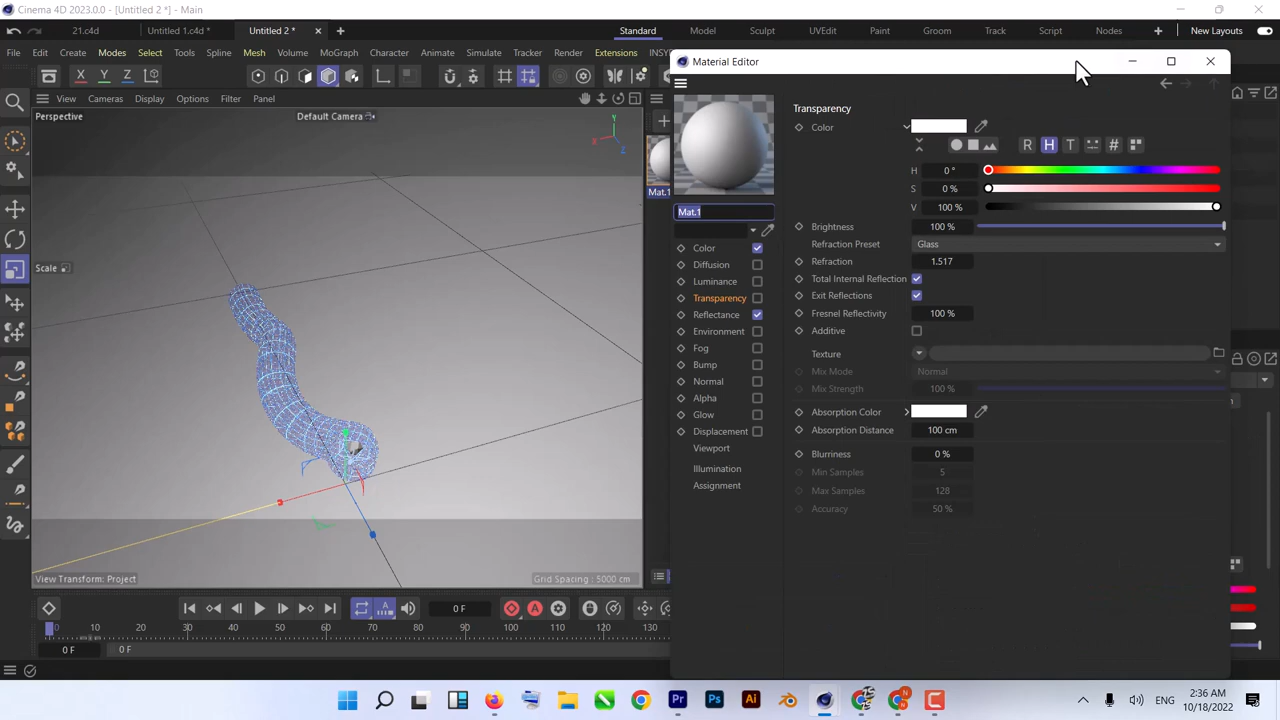 Cinema 4D 2023.0.0 - [Untitled 2 *] - Main
21.c4d Untitled 1.c4d * Untitled 2 * Standard Model Sculpt UVEdit Paint Groom Track Script Nodes New Layouts
File Edit Create Modes Select Tools Spline Mesh Volume MoGraph Character Animate Simulate Tracker Render Extensions
Material Editor
X Y Z
View Cameras Display Options Filter Panel
Perspective Default Camera
Y
X
Z
Transparency
Color
R H T #
H 0 °
S 0 %
V 100 %
Mat.1
Mat.1
Brightness 100 %
Refraction Preset Glass
Refraction 1.517
Total Internal Reflection
Exit Reflections
Fresnel Reflectivity 100 %
Additive
Texture
Mix Mode Normal
Mix Strength 100 %
Absorption Color
Absorption Distance 100 cm
Blurriness 0 %
Min Samples 5
Max Samples 128
Accuracy 50 %
Color
Diffusion
Luminance
Transparency
Reflectance
Environment
Fog
Bump
Normal
Alpha
Glow
Displacement
Viewport
Illumination
Assignment
Scale
View Transform: Project Grid Spacing : 5000 cm
A 0 F
0 10 20 30 40 50 60 70 80 90 100 110 120 130
0 F 0 F
Pr Ps Ai N N ENG 2:36 AM
10/18/2022